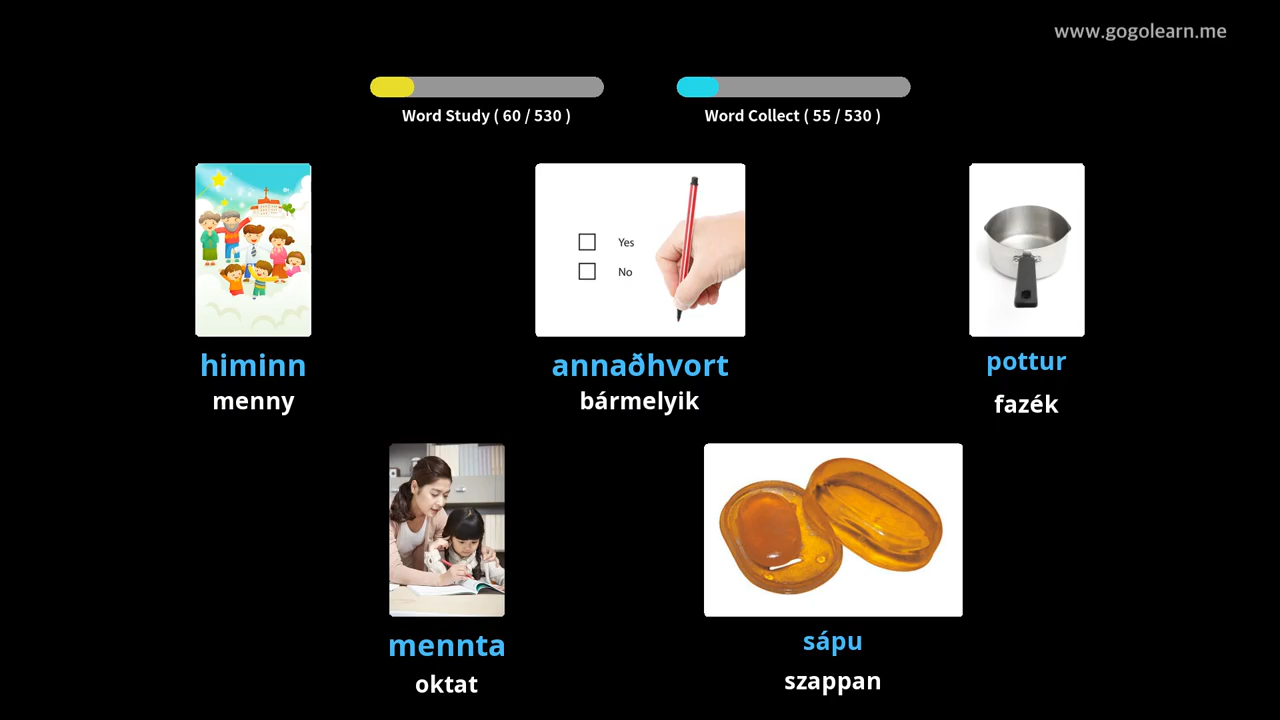 www.gogolearn.me
Word Study ( 60 / 530 )
Word Collect ( 55 / 530 )
Yes
No
himinn
menny
annaðhvort
bármelyik
pottur
fazék
mennta
oktat
sápu
szappan